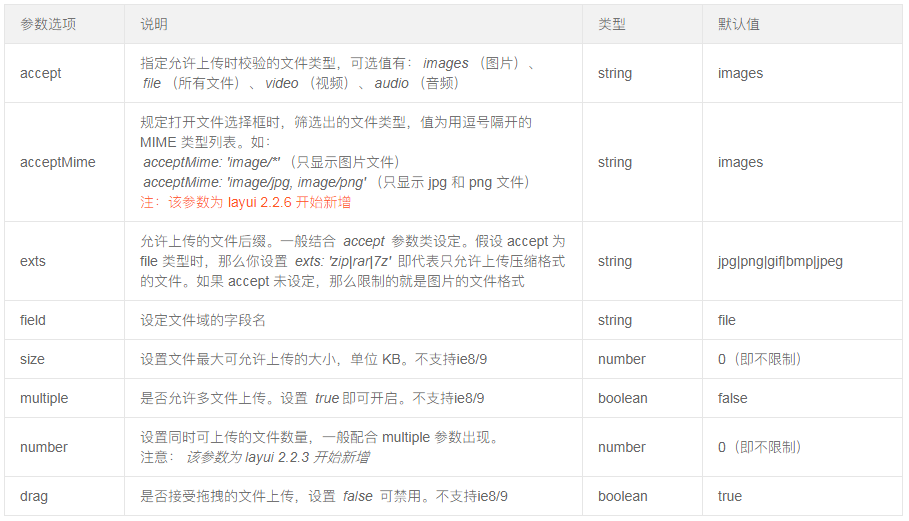 参数选项 说明 类型 默认值
accept 指定允许上传时校验的文件类型，可选值有： images （图片）、 string images
file （所有文件）、 video （视频）、 audio （音频）
acceptMime 规定打开文件选择框时，筛选出的文件类型，值为用逗号隔开的 string images
MIME 类型列表。如：
acceptMime: 'image/*' （只显示图片文件）
acceptMime: 'image/jpg, image/png' （只显示 jpg 和 png 文件）
注：该参数为 layui 2.2.6 开始新增
exts 允许上传的文件后缀。一般结合 accept 参数类设定。假设 accept 为 string jpg|png|gif|bmp|jpeg
file 类型时，那么你设置 exts: 'zip|rar|7z' 即代表只允许上传压缩格式
的文件。如果 accept 未设定，那么限制的就是图片的文件格式
field 设定文件域的字段名 string file
size 设置文件最大可允许上传的大小，单位 KB。不支持ie8/9 number 0（即不限制）
multiple 是否允许多文件上传。设置 true即可开启。不支持ie8/9 boolean false
number 设置同时可上传的文件数量，一般配合 multiple 参数出现。 number 0（即不限制）
注意： 该参数为 layui 2.2.3 开始新增
drag 是否接受拖拽的文件上传，设置 false 可禁用。不支持ie8/9 boolean true